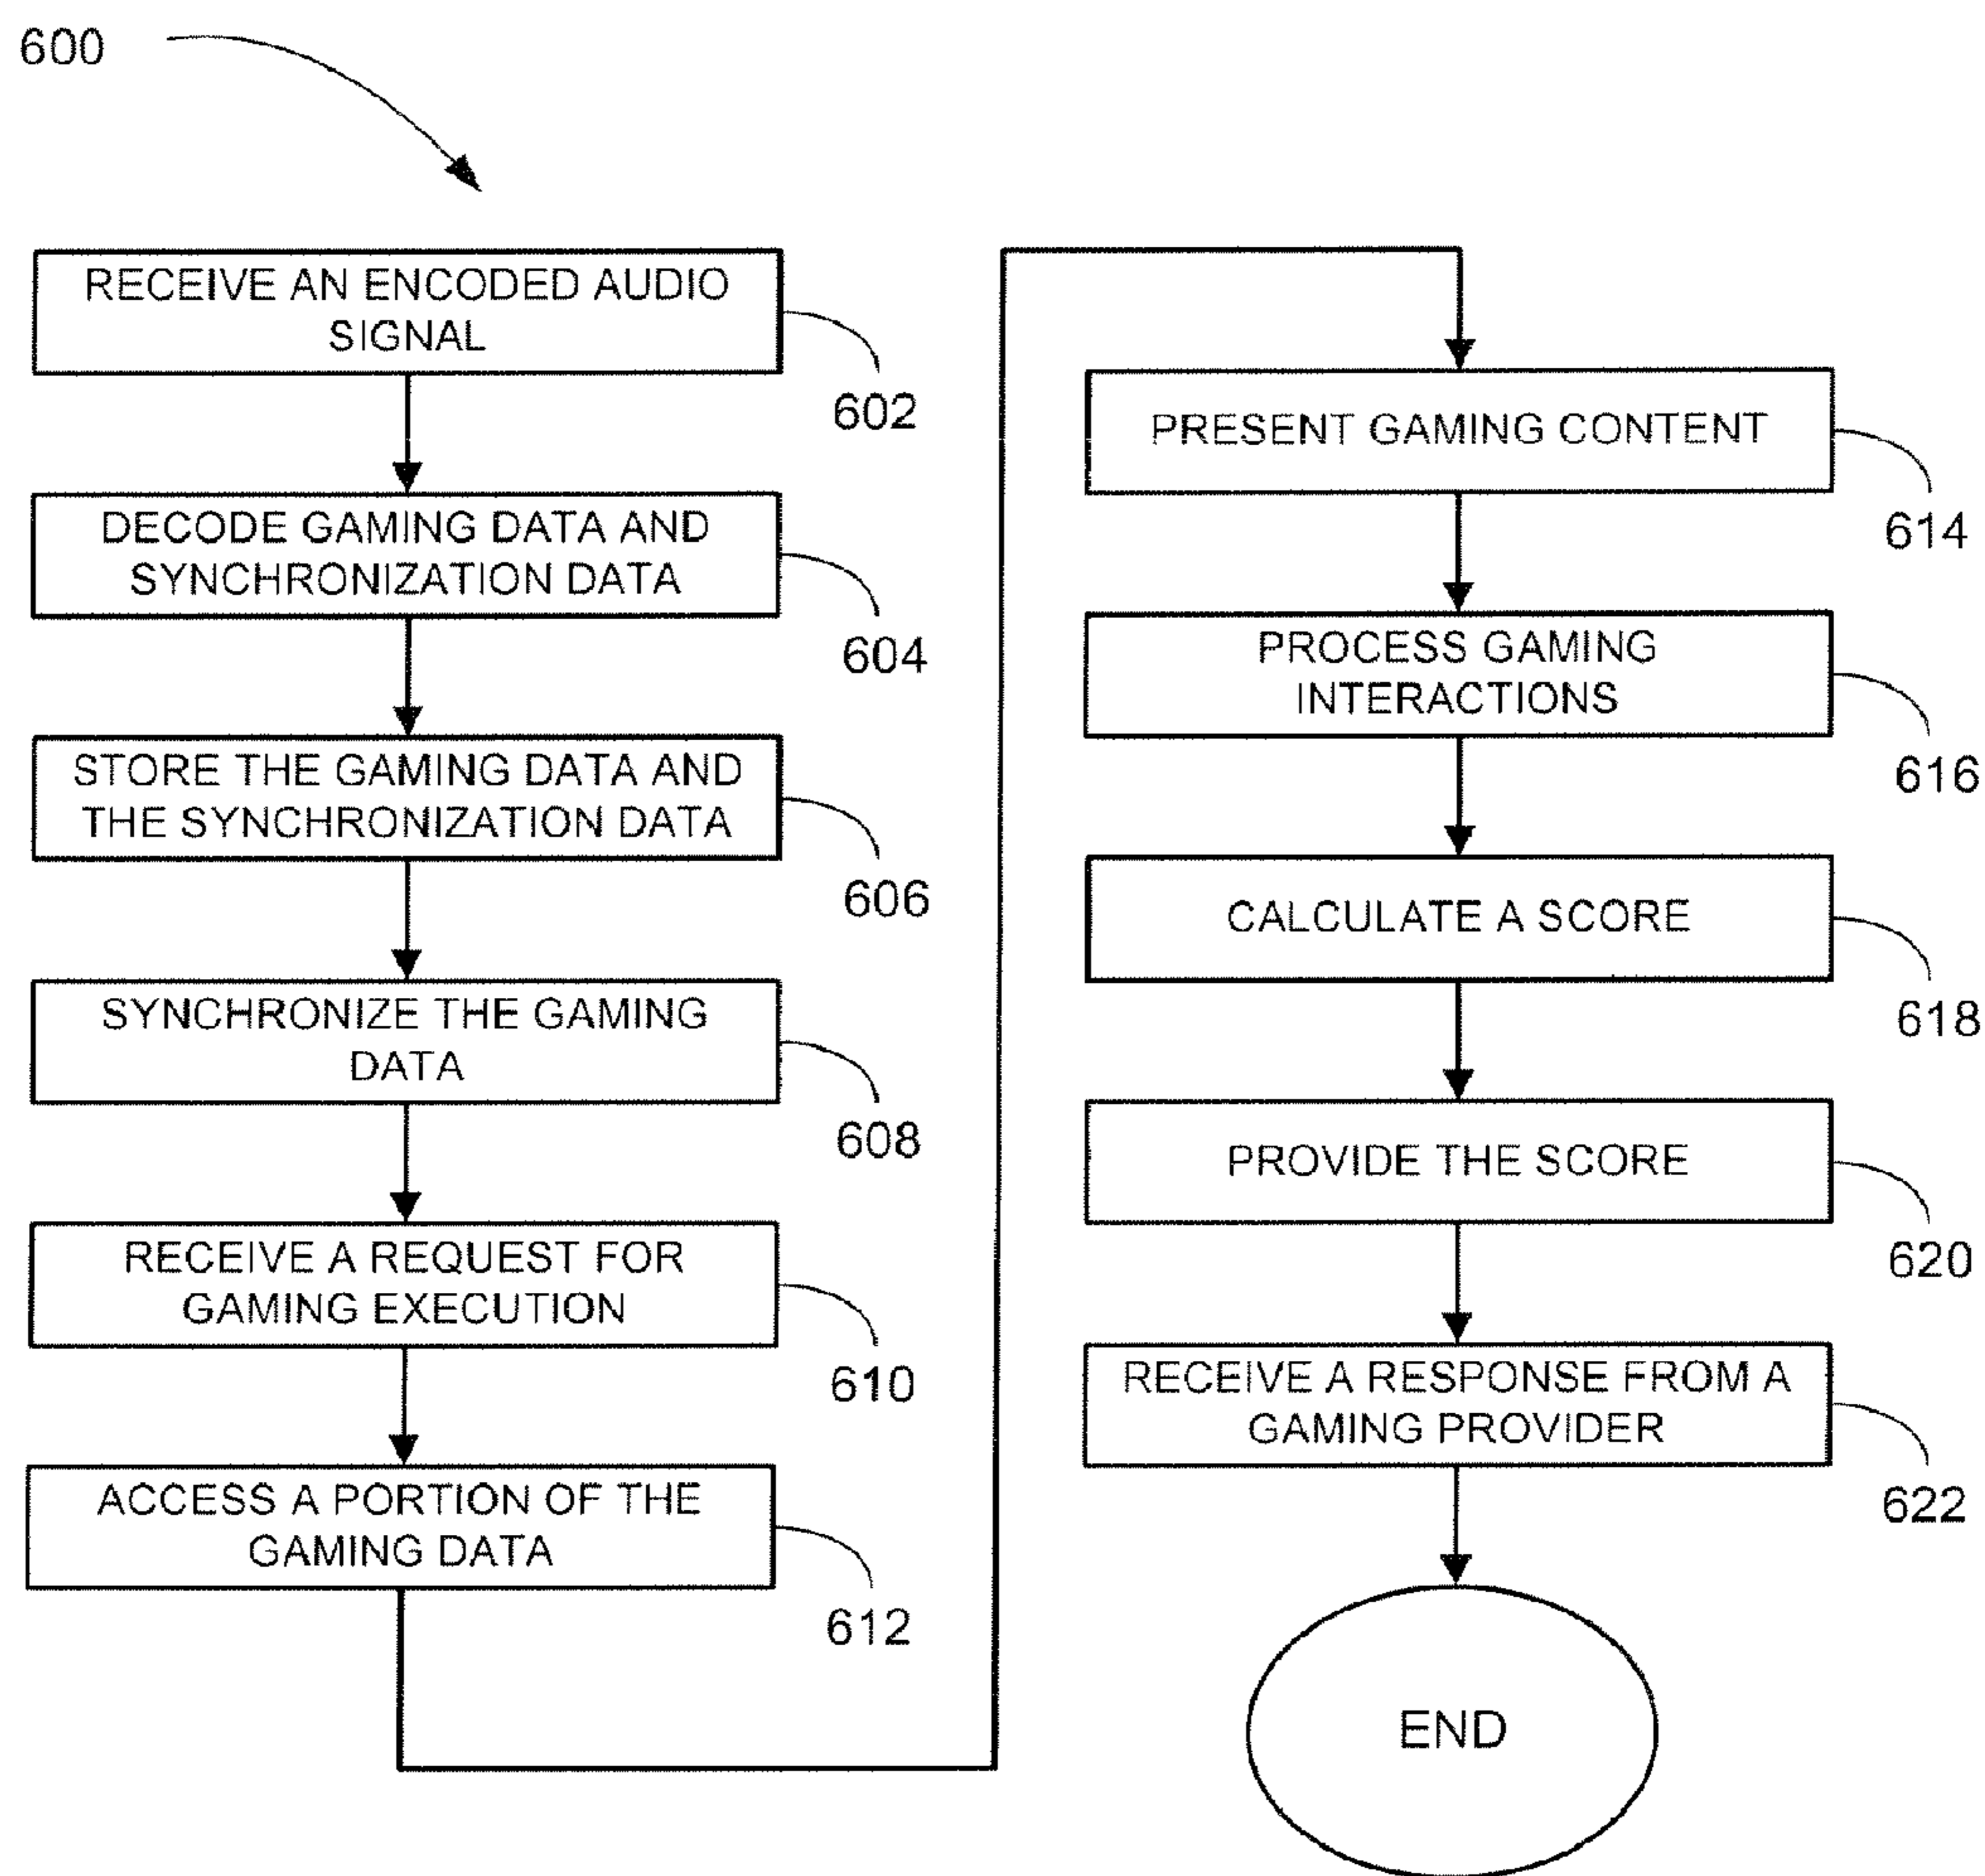 600
RECEIVE AN ENCODED AUDIO
SIGNAL
602
DECODE GAMING DATA AND
SYNCHRONIZATION DATA
604
STORE THE GAMING DATA AND
THE SYNCHRONIZATION DATA
606
SYNCHRONIZE THE GAMING
DATA
608
RECEIVE A REQUEST FOR
GAMING EXECUTION
610
ACCESS A PORTION OF THE
GAMING DATA
612
PRESENT GAMING CONTENT
614
PROCESS GAMING
INTERACTIONS
616
CALCULATE A SCORE
618
PROVIDE THE SCORE
620
RECEIVE A RESPONSE FROM A
GAMING PROVIDER
622
END